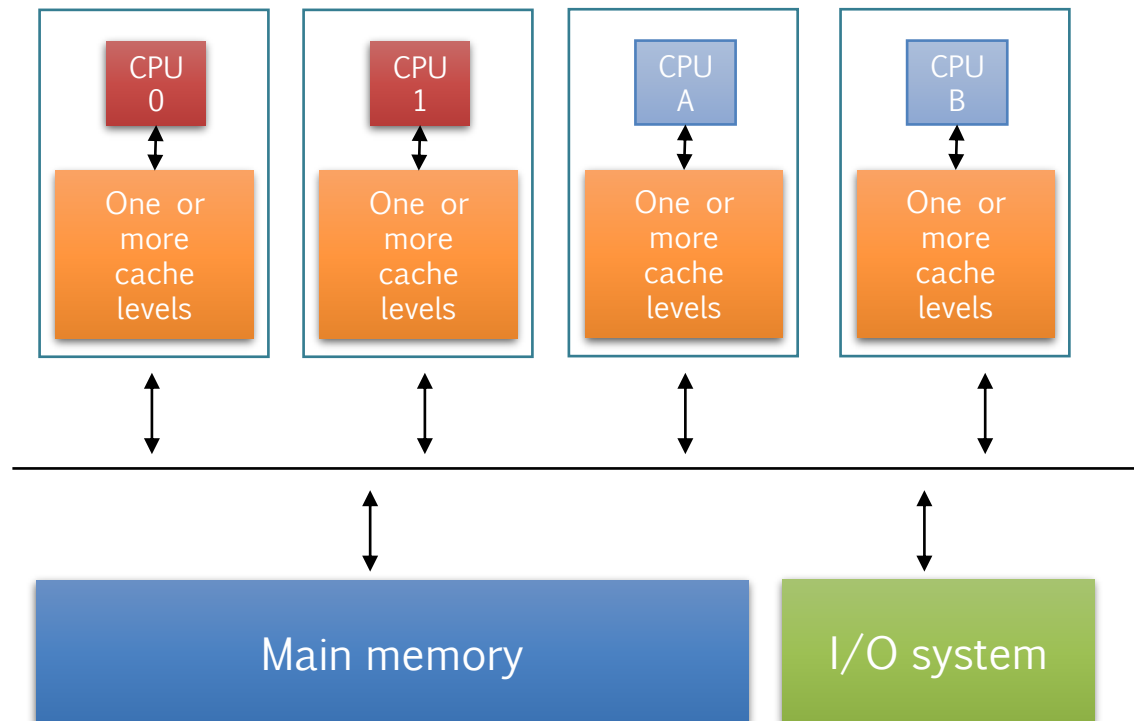 CPU
0
CPU
1
CPU
A
CPU
B
One or
more
cache
levels
One or
more
cache
levels
One or
more
cache
levels
One or
more
cache
levels
Main memory
I/O system